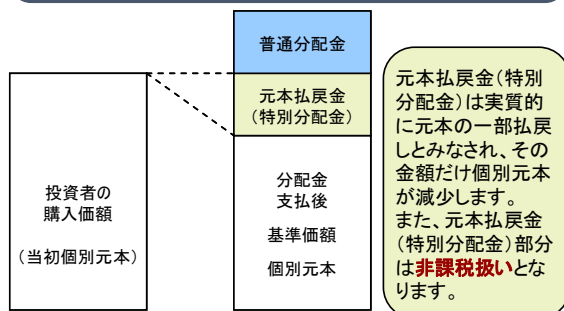 普通分配金
元本払戻金
(特別分配金)
投資者の
購入価額
(当初個別元本)
分配金
支払後
基準価額
個別元本
元本払戻金(特別
分配金)は実質的
に元本の一部払戻
しとみなされ、その
金額だけ個別元本
が減少します。
また、元本払戻金
(特別分配金)部分
は非課税扱いとな
ります。